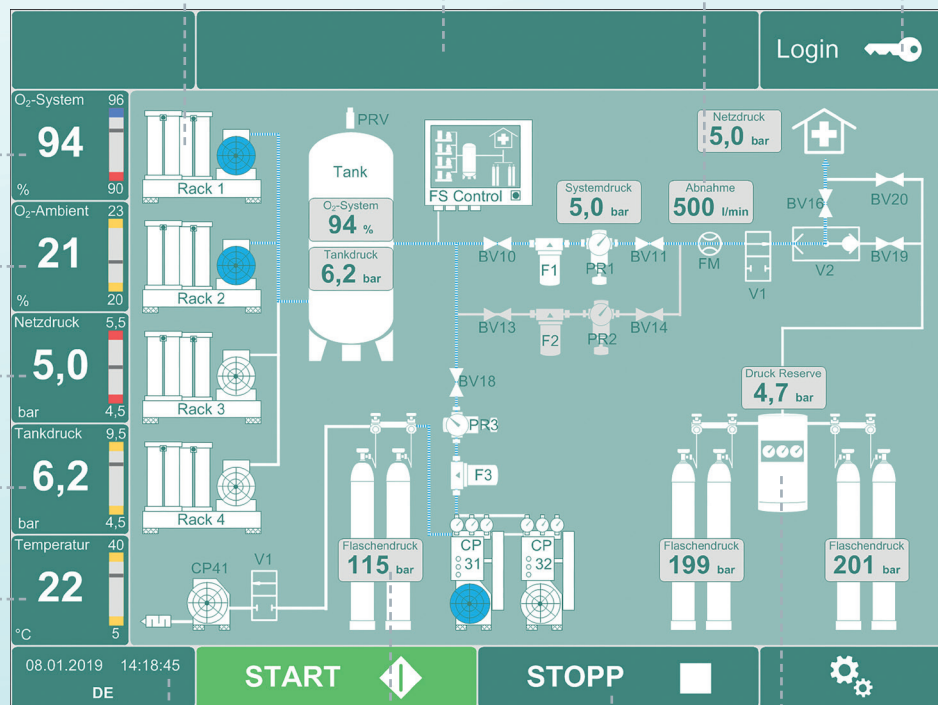 Login
O₂-System 96
94
% 90
O₂-Ambient 23
21
% 20
Netzdruck 5,5
5,0
bar 4,5
Tankdruck 9,5
6,2
bar 4,5
Temperatur 40
22
°C 5
Rack 1
Rack 2
Rack 3
Rack 4
PRV
Tank
O₂-System
94 %
Tankdruck
6,2 bar
FS Control
Systemdruck
5,0 bar
Abnahme
500 l/min
Netzdruck
5,0 bar
BV16
BV20
BV10
F1
PR1
BV11
FM
V1
V2
BV19
BV13
F2
PR2
BV14
BV18
PR3
F3
Druck Reserve
4,7 bar
CP41
V1
Flaschendruck
115 bar
CP
31
CP
32
Flaschendruck
199 bar
Flaschendruck
201 bar
08.01.2019 14:18:45
DE
START
STOPP